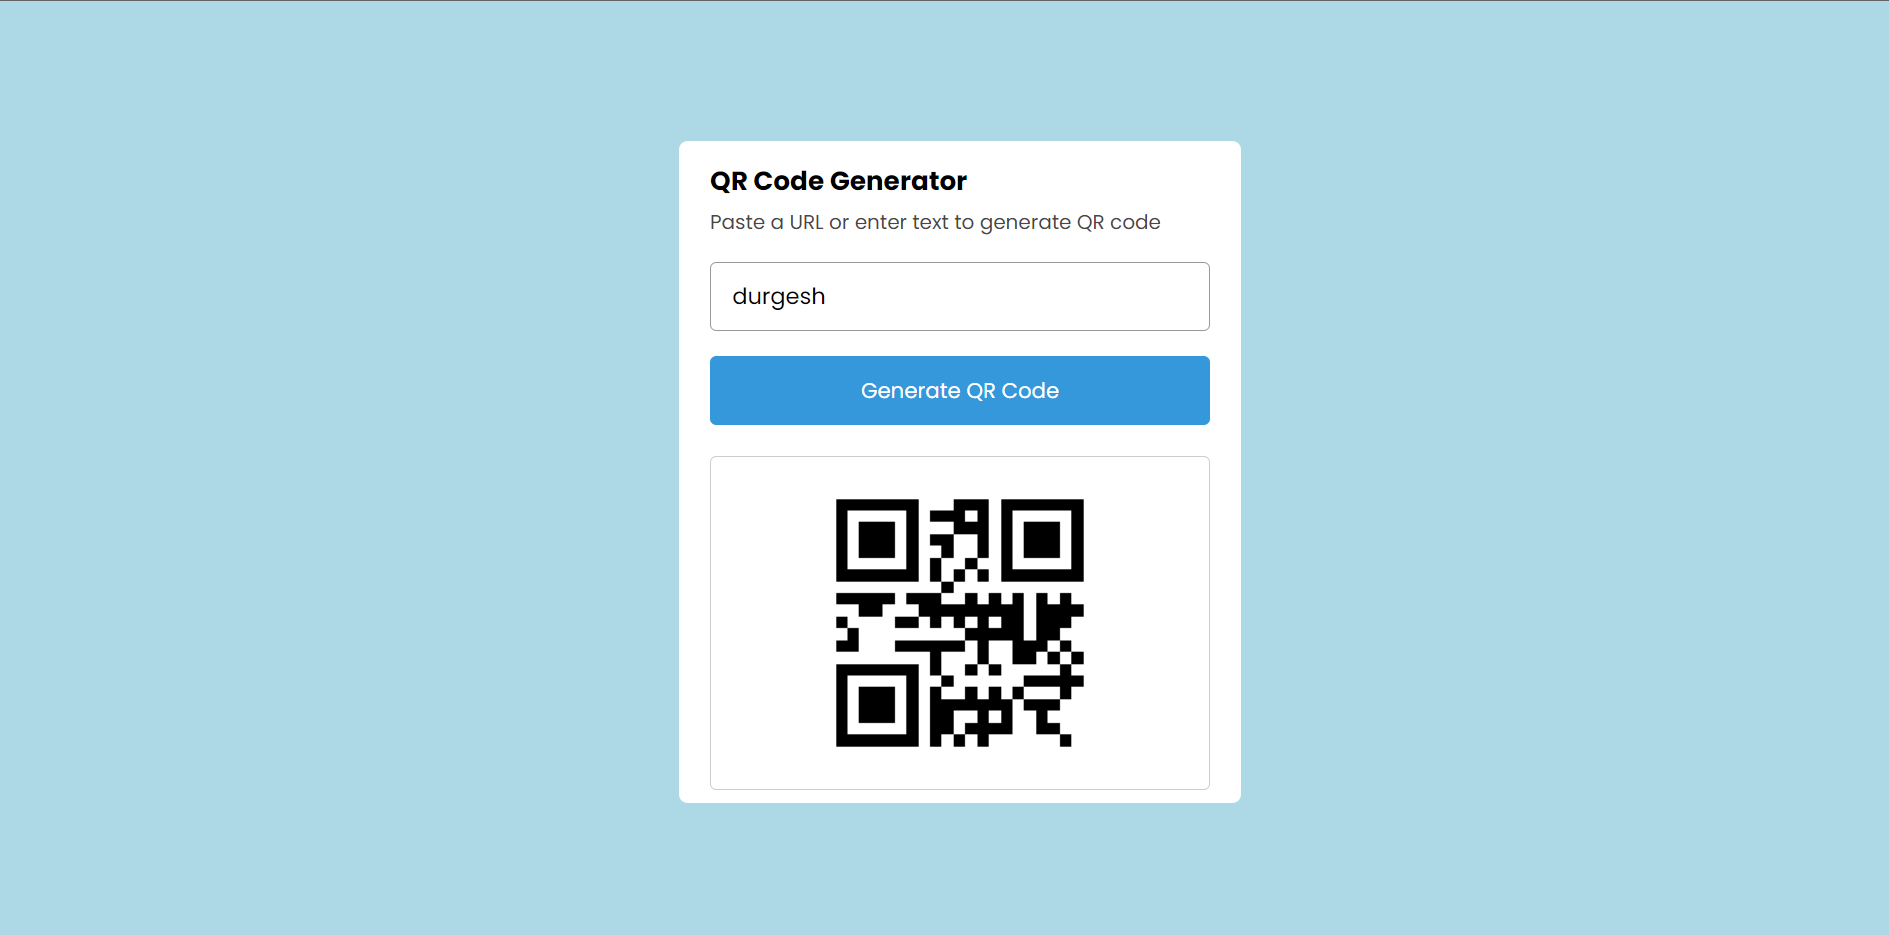 QR Code Generator
Paste a URL or enter text to generate QR code
durgesh
Generate QR Code